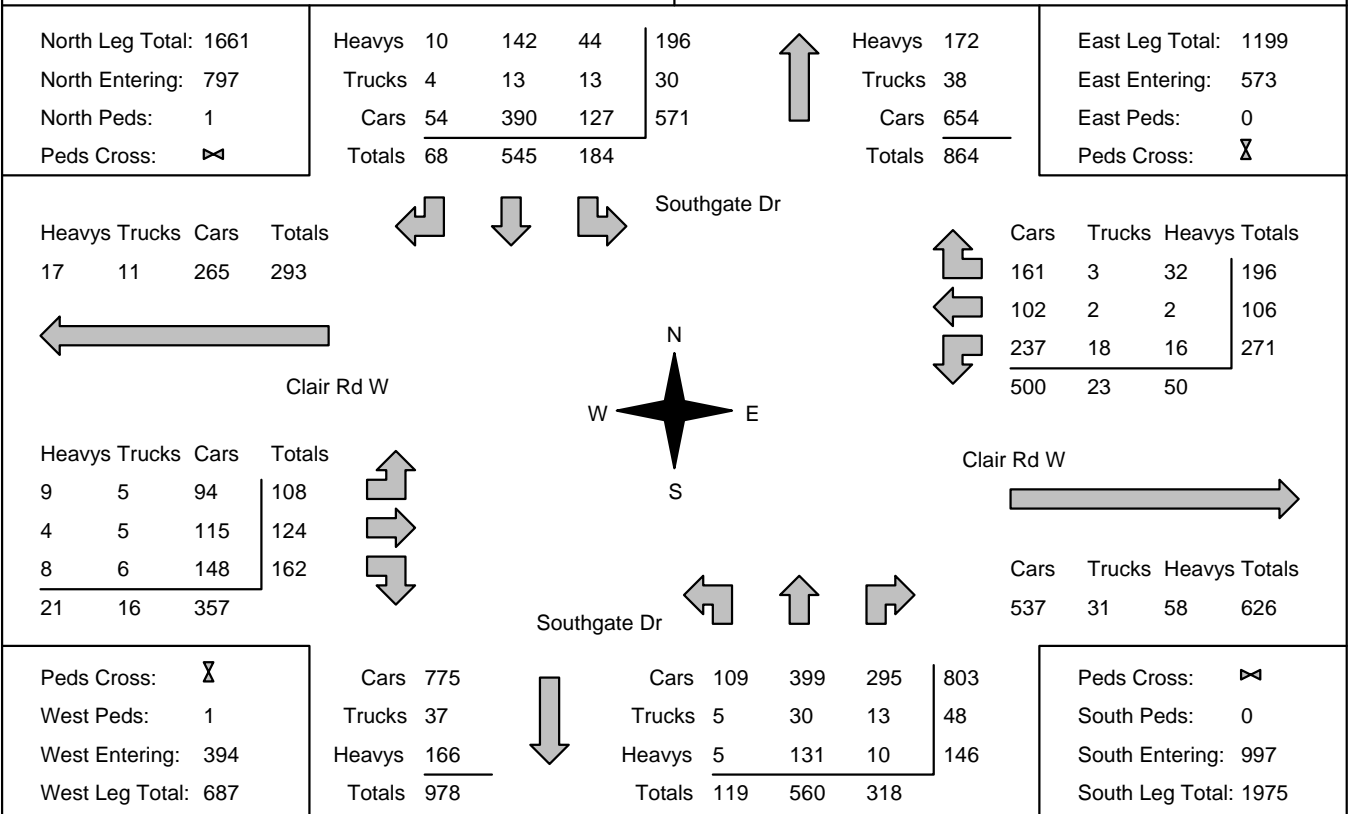 North Leg Total: 1661
North Entering: 797
North Peds: 1
Peds Cross:
Heavys 10 142 44 196
Trucks 4 13 13 30
Cars 54 390 127 571
Totals 68 545 184
Heavys 172
Trucks 38
Cars 654
Totals 864
East Leg Total: 1199
East Entering: 573
East Peds: 0
Peds Cross:
Southgate Dr
Heavys Trucks Cars Totals
17 11 265 293
Cars Trucks Heavys Totals
161 3 32 196
102 2 2 106
237 18 16 271
500 23 50
Clair Rd W
N
W E
S
Heavys Trucks Cars Totals
9 5 94 108
4 5 115 124
8 6 148 162
21 16 357
Clair Rd W
Cars Trucks Heavys Totals
537 31 58 626
Southgate Dr
Peds Cross:
West Peds: 1
West Entering: 394
West Leg Total: 687
Cars 775
Trucks 37
Heavys 166
Totals 978
Cars 109 399 295 803
Trucks 5 30 13 48
Heavys 5 131 10 146
Totals 119 560 318
Peds Cross:
South Peds: 0
South Entering: 997
South Leg Total: 1975